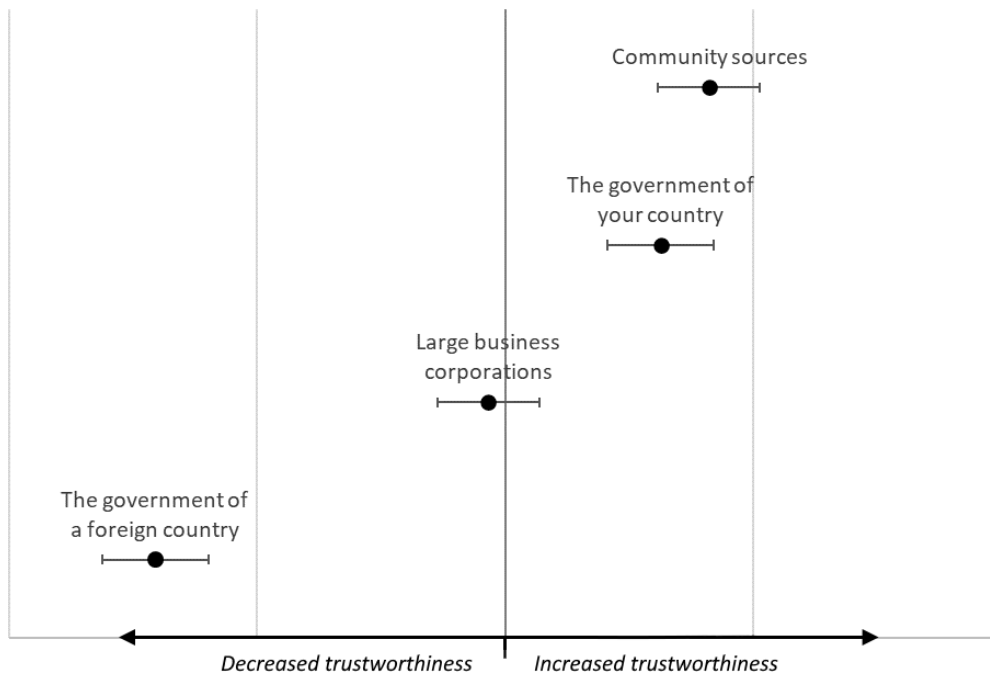 Community sources
The government of
your country
Large business
corporations
The government of
a foreign country
Decreased trustworthiness
Increased trustworthiness